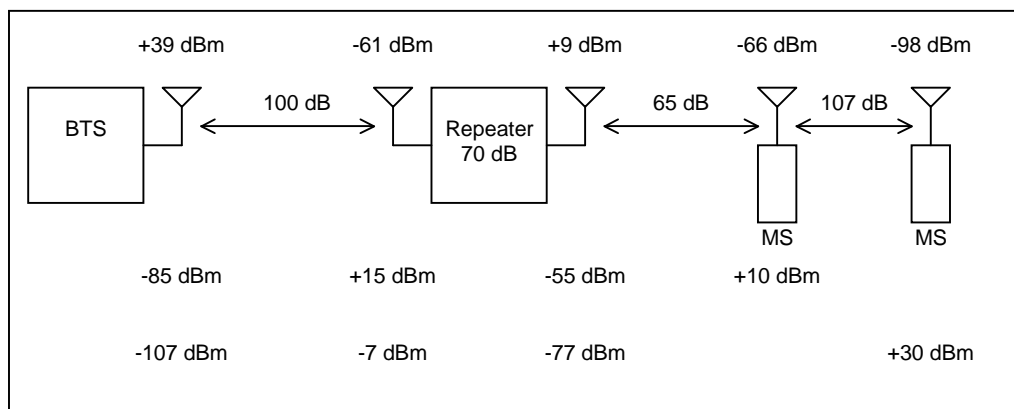 +39 dBm -61 dBm +9 dBm -66 dBm -98 dBm
100 dB 65 dB 107 dB
BTS Repeater
70 dB
MS MS
-85 dBm +15 dBm -55 dBm +10 dBm
-107 dBm -7 dBm -77 dBm +30 dBm